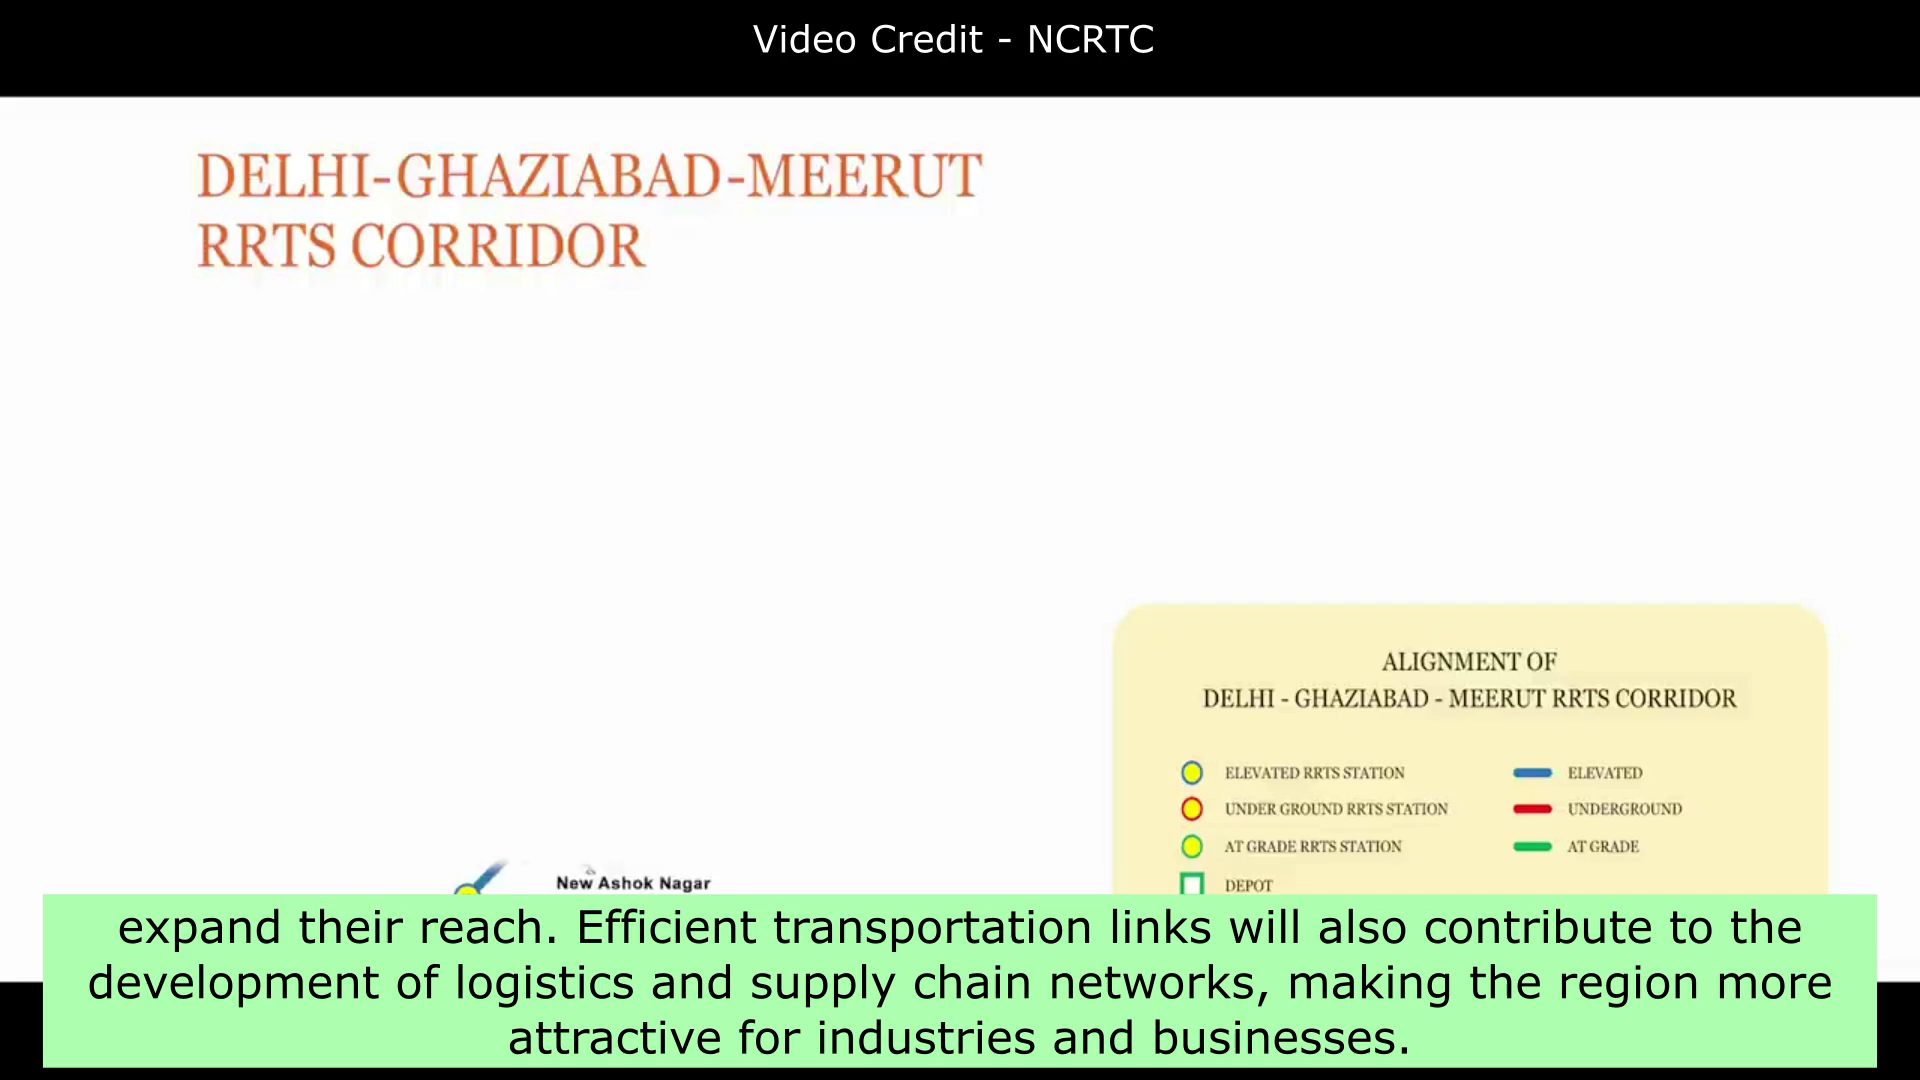 Video Credit - NCRTC
DELHI-GHAZIABAD-MEERUT
RRTS CORRIDOR
ALIGNMENT OF
DELHI - GHAZIABAD - MEERUT RRTS CORRIDOR
ELEVATED RRTS STATION
ELEVATED
UNDER GROUND RRTS STATION
UNDERGROUND
AT GRADE RRTS STATION
AT GRADE
DEPOT
New Ashok Nagar
expand their reach. Efficient transportation links will also contribute to the
development of logistics and supply chain networks, making the region more
attractive for industries and businesses.